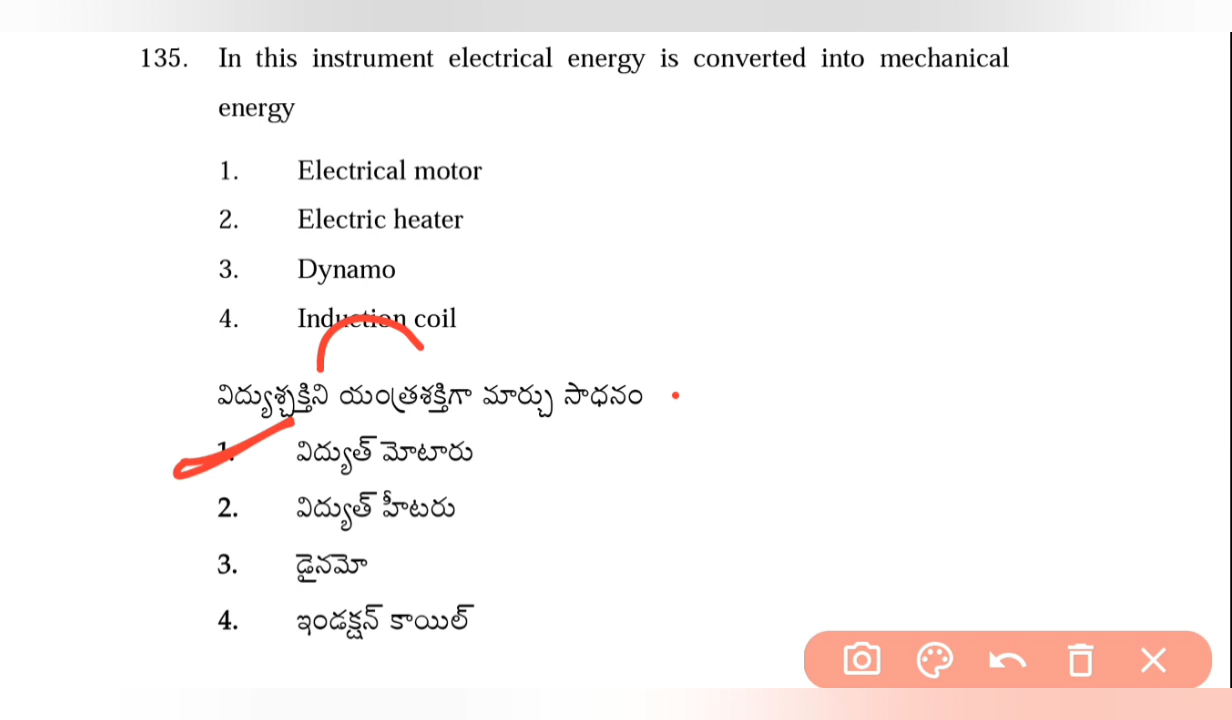 135. In this instrument electrical energy is converted into mechanical
energy
1. Electrical motor
2. Electric heater
3. Dynamo
4. Induction coil
విద్యుశ్చక్తిని యంత్రశక్తిగా మార్చు సాధనం
1. విద్యుత్ మోటారు
2. విద్యుత్ హీటరు
3. డైనమో
4. ఇండక్షన్ కాయిల్